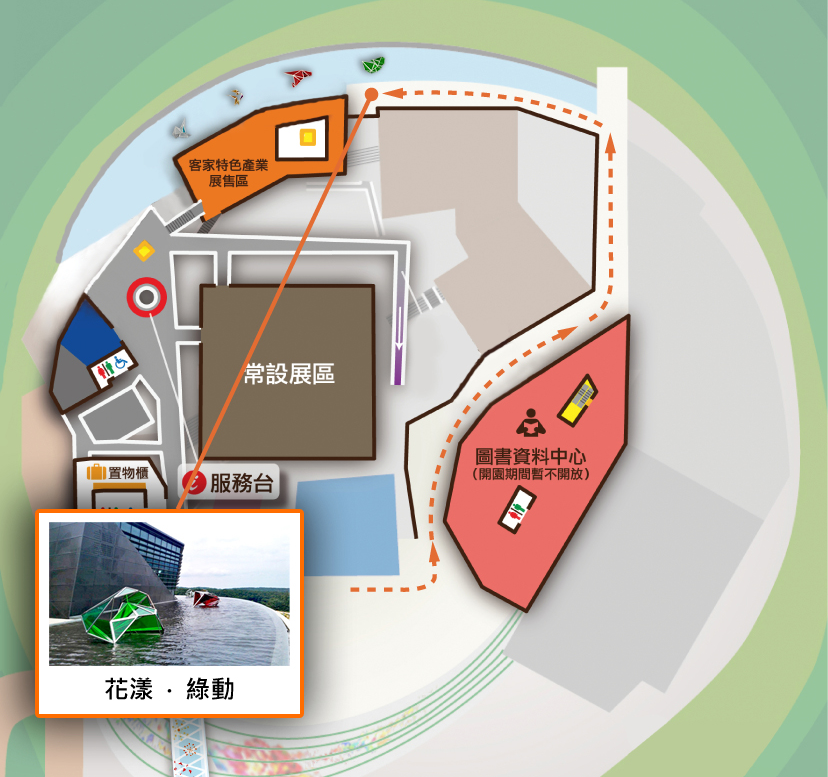 客家特色產業
展售區
常設展區
圖書資料中心
(開園期間暫不開放)
置物櫃
服務台
花漾 · 綠動